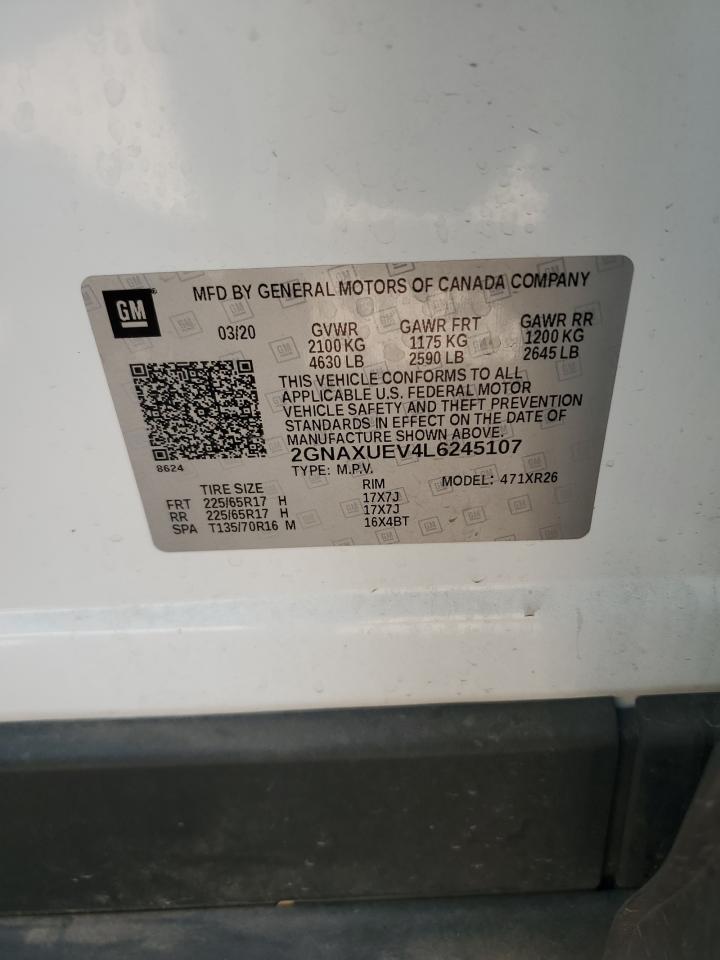 GM
MFD BY GENERAL MOTORS OF CANADA COMPANY
03/20 GVWR GAWR FRT GAWR RR
2100 KG 1175 KG 1200 KG
4630 LB 2590 LB 2645 LB
THIS VEHICLE CONFORMS TO ALL
APPLICABLE U.S. FEDERAL MOTOR
VEHICLE SAFETY AND THEFT PREVENTION
STANDARDS IN EFFECT ON THE DATE OF
MANUFACTURE SHOWN ABOVE.
8624
2GNAXUEV4L6245107
TYPE: M.P.V. MODEL: 471XR26
TIRE SIZE RIM
FRT 225/65R17 H 17X7J
RR 225/65R17 H 17X7J
SPA T135/70R16 M 16X4BT